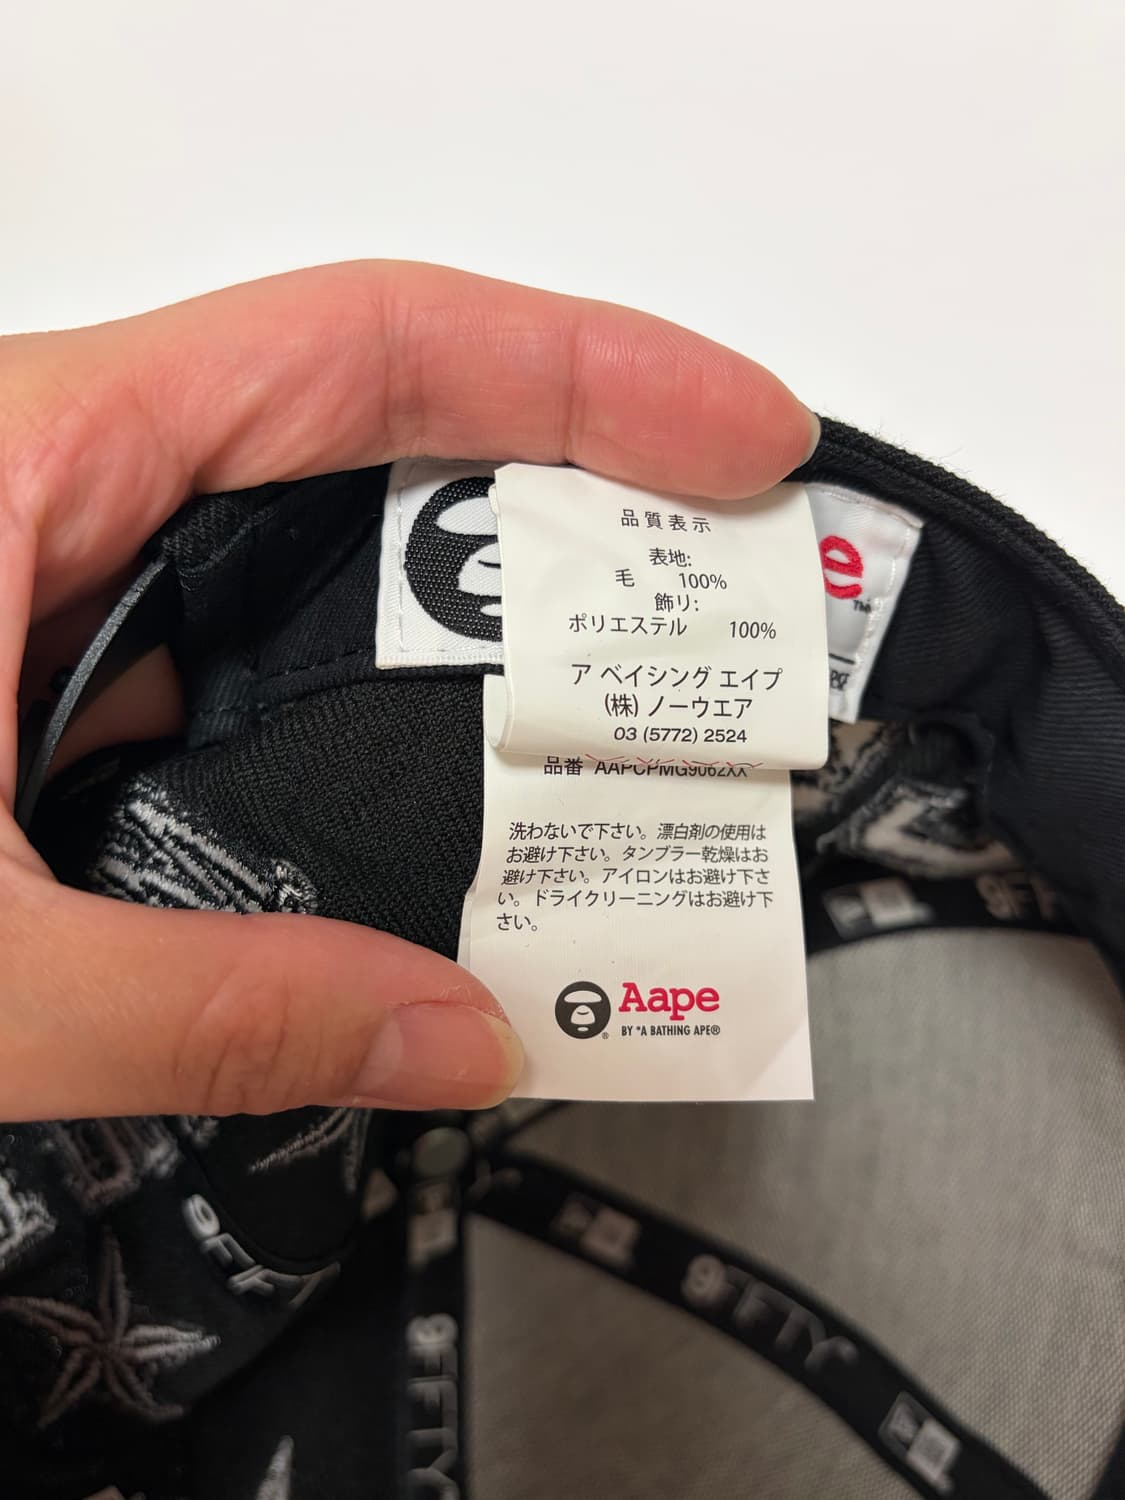 品質表示
表地:
毛 100%
飾リ:
ポリエステル 100%
ア ベイシング エイプ
(株) ノーウエア
03 (5772) 2524
品番 AAPCPMG9062XX
洗わないで下さい。漂白剤の使用は
お避け下さい。タンブラー乾燥はお
避け下さい。アイロンはお避け下さ
い。ドライクリーニングはお避け下
さい。
Aape
BY *A BATHING APE®
e
TM
9FIFTY
9FIFTY